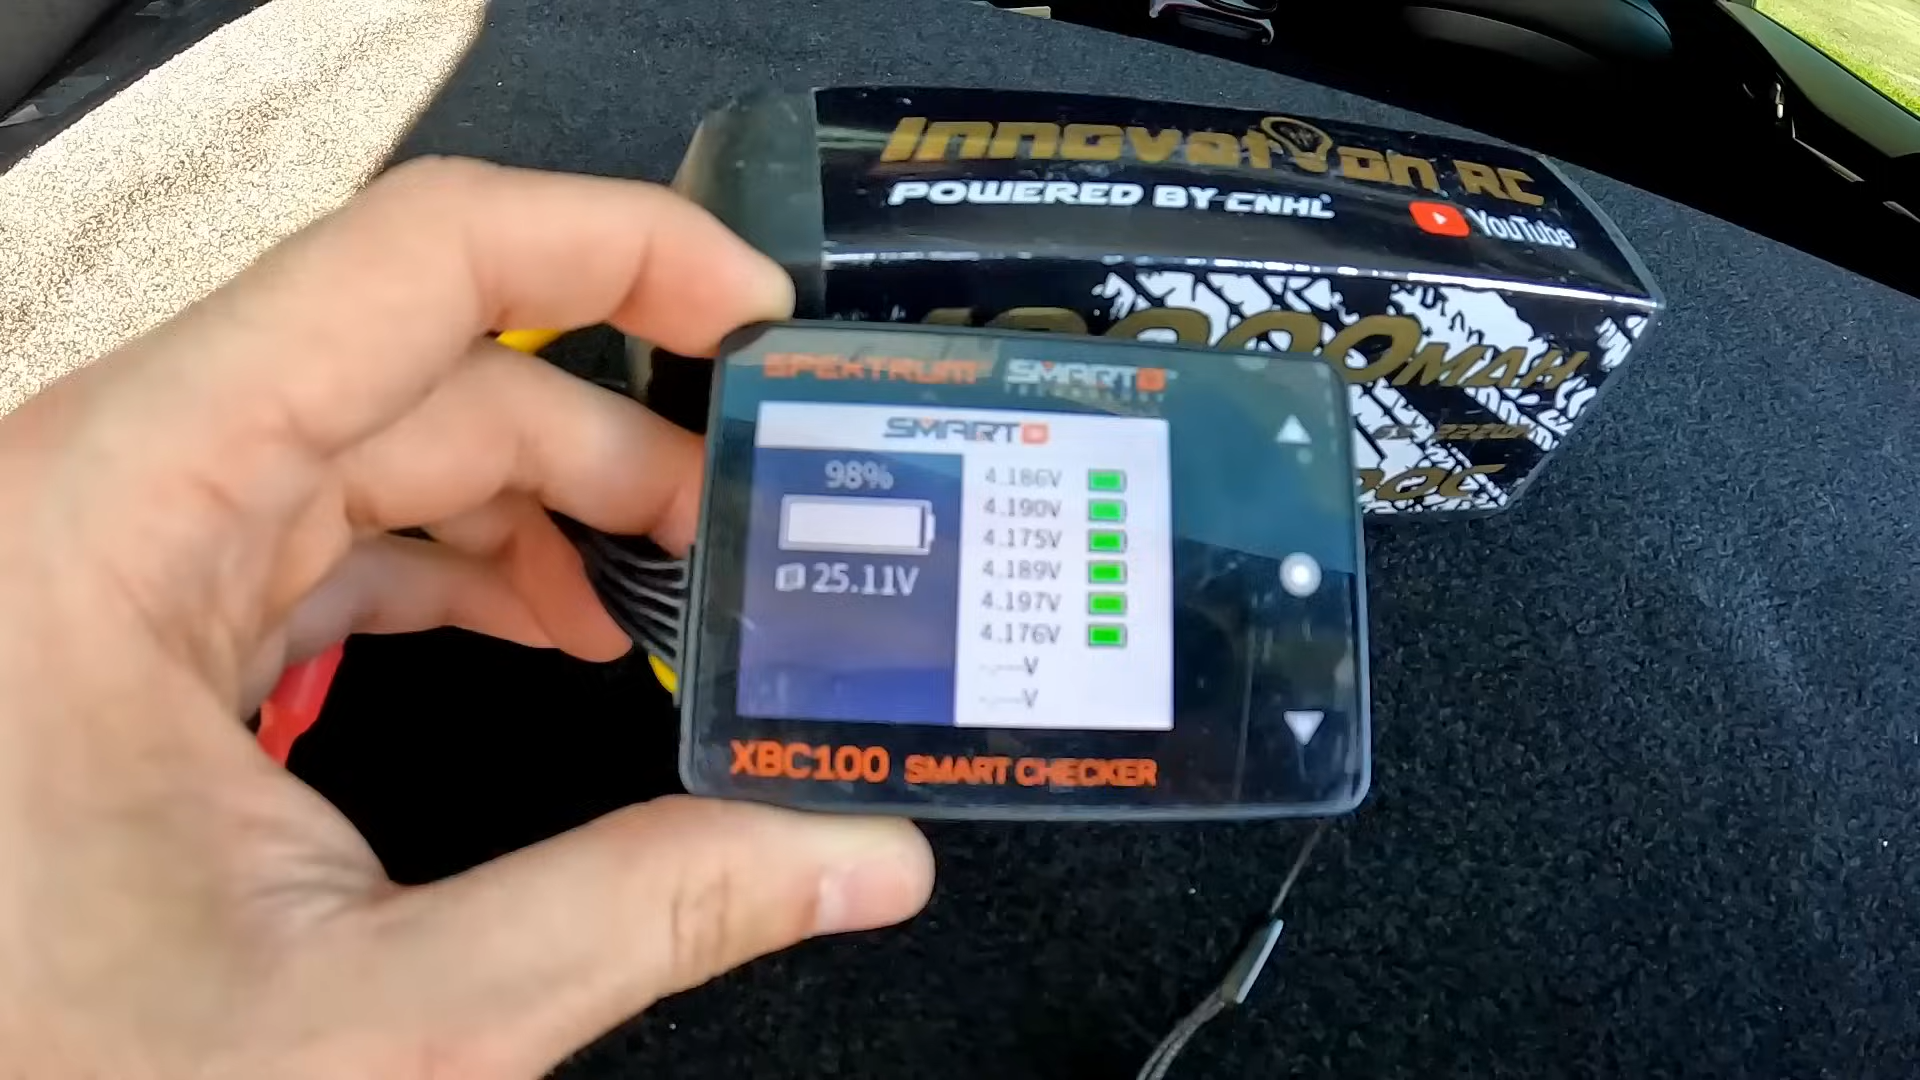 Innovation RC
POWERED BY CNHL
YouTube
MAH
SPEKTRUM SMART
SMART
98%
25.11V
4.186V
4.190V
4.175V
4.189V
4.197V
4.176V
-.---V
-.---V
XBC100 SMART CHECKER